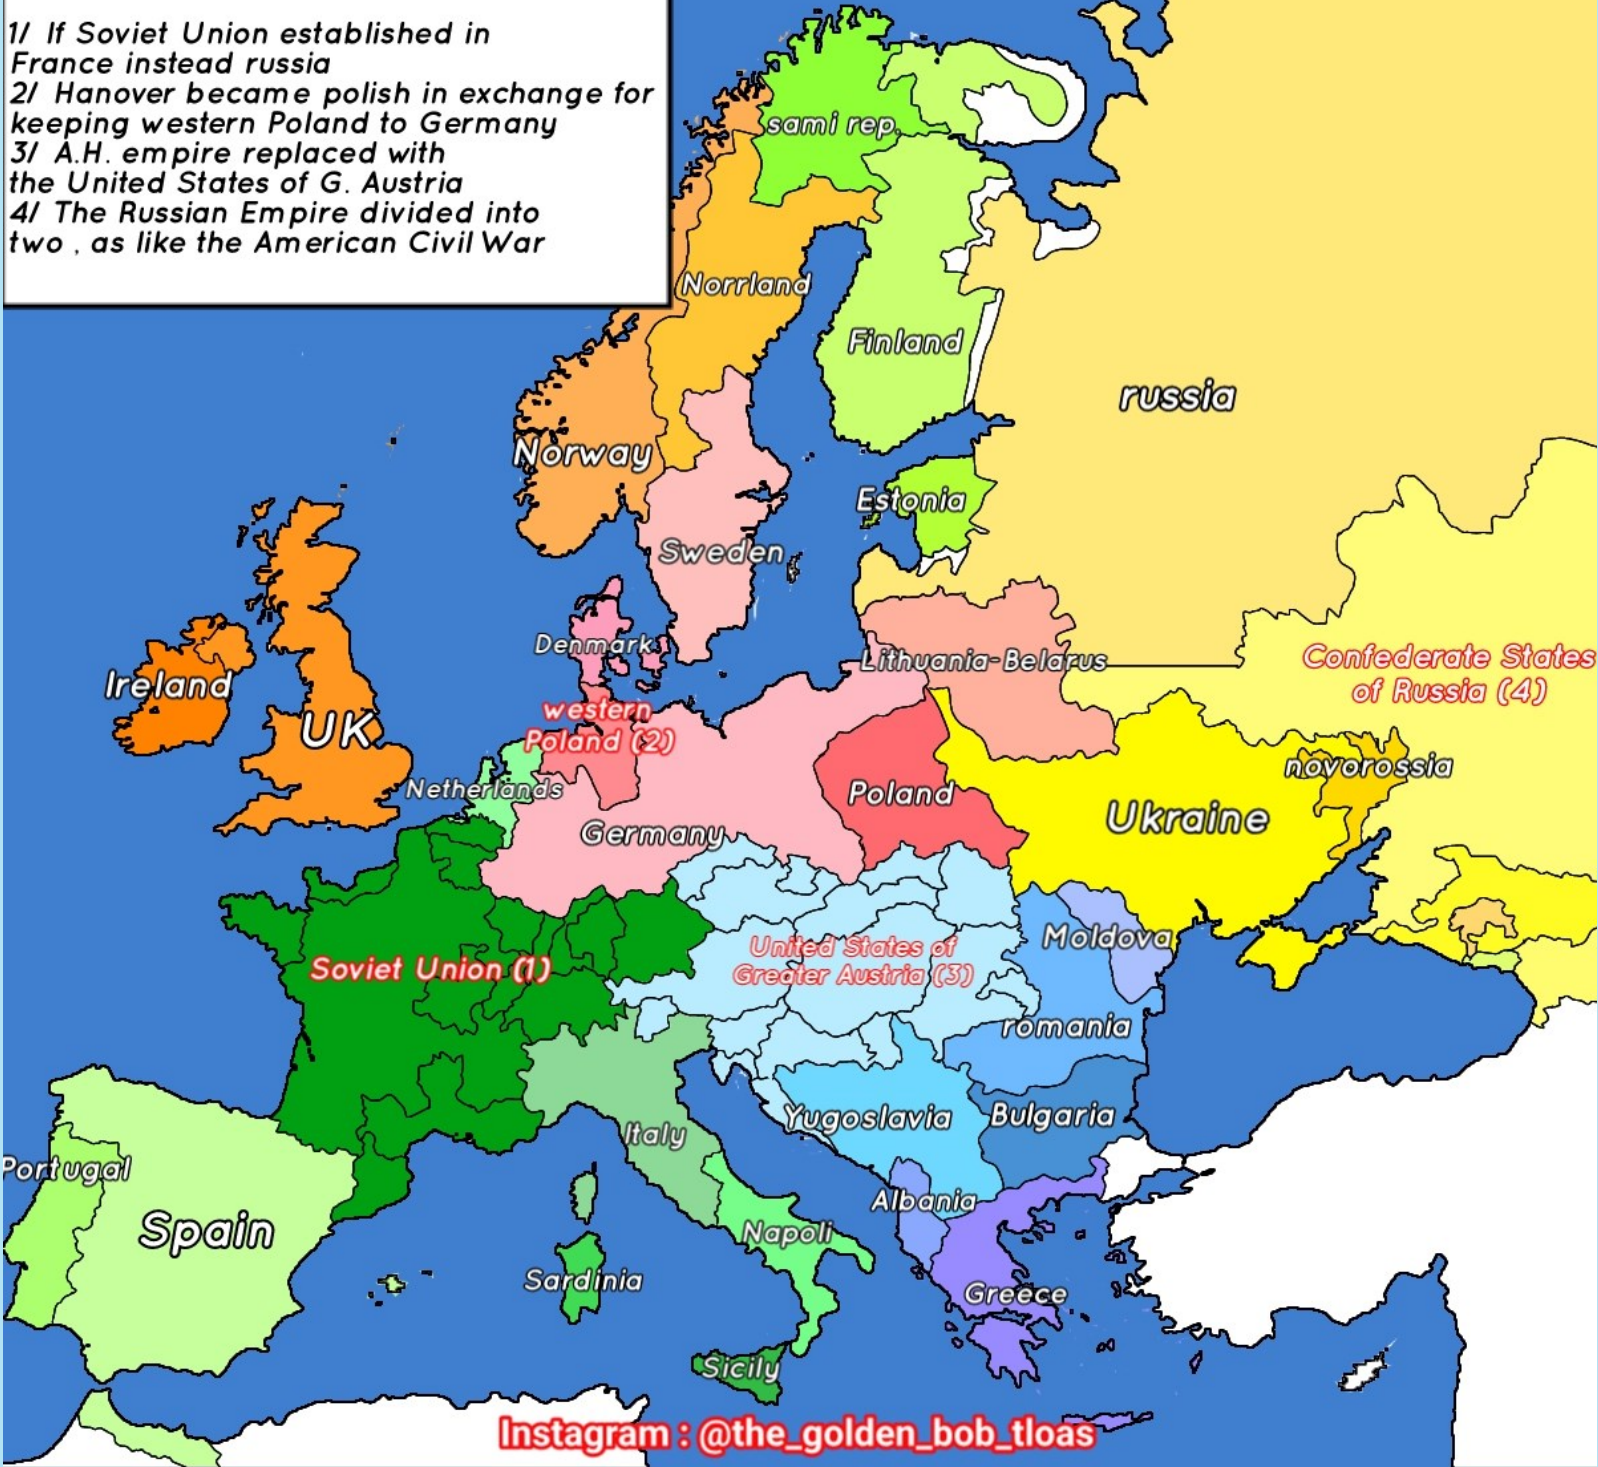 1/ If Soviet Union established in
France instead russia
2/ Hanover became polish in exchange for
keeping western Poland to Germany
3/ A.H. empire replaced with
the United States of G. Austria
4/ The Russian Empire divided into
two , as like the American Civil War
sami rep.
Norrland
Finland
russia
Norway
Estonia
Sweden
Denmark
Lithuania-Belarus
Confederate States
of Russia (4)
Ireland
UK
western
Poland (2)
novorossia
Netherlands
Poland
Ukraine
Germany
Soviet Union (1)
United States of
Greater Austria (3)
Moldova
romania
Yugoslavia
Bulgaria
Italy
Portugal
Spain
Albania
Napoli
Sardinia
Greece
Sicily
Instagram : @the_golden_bob_tloas